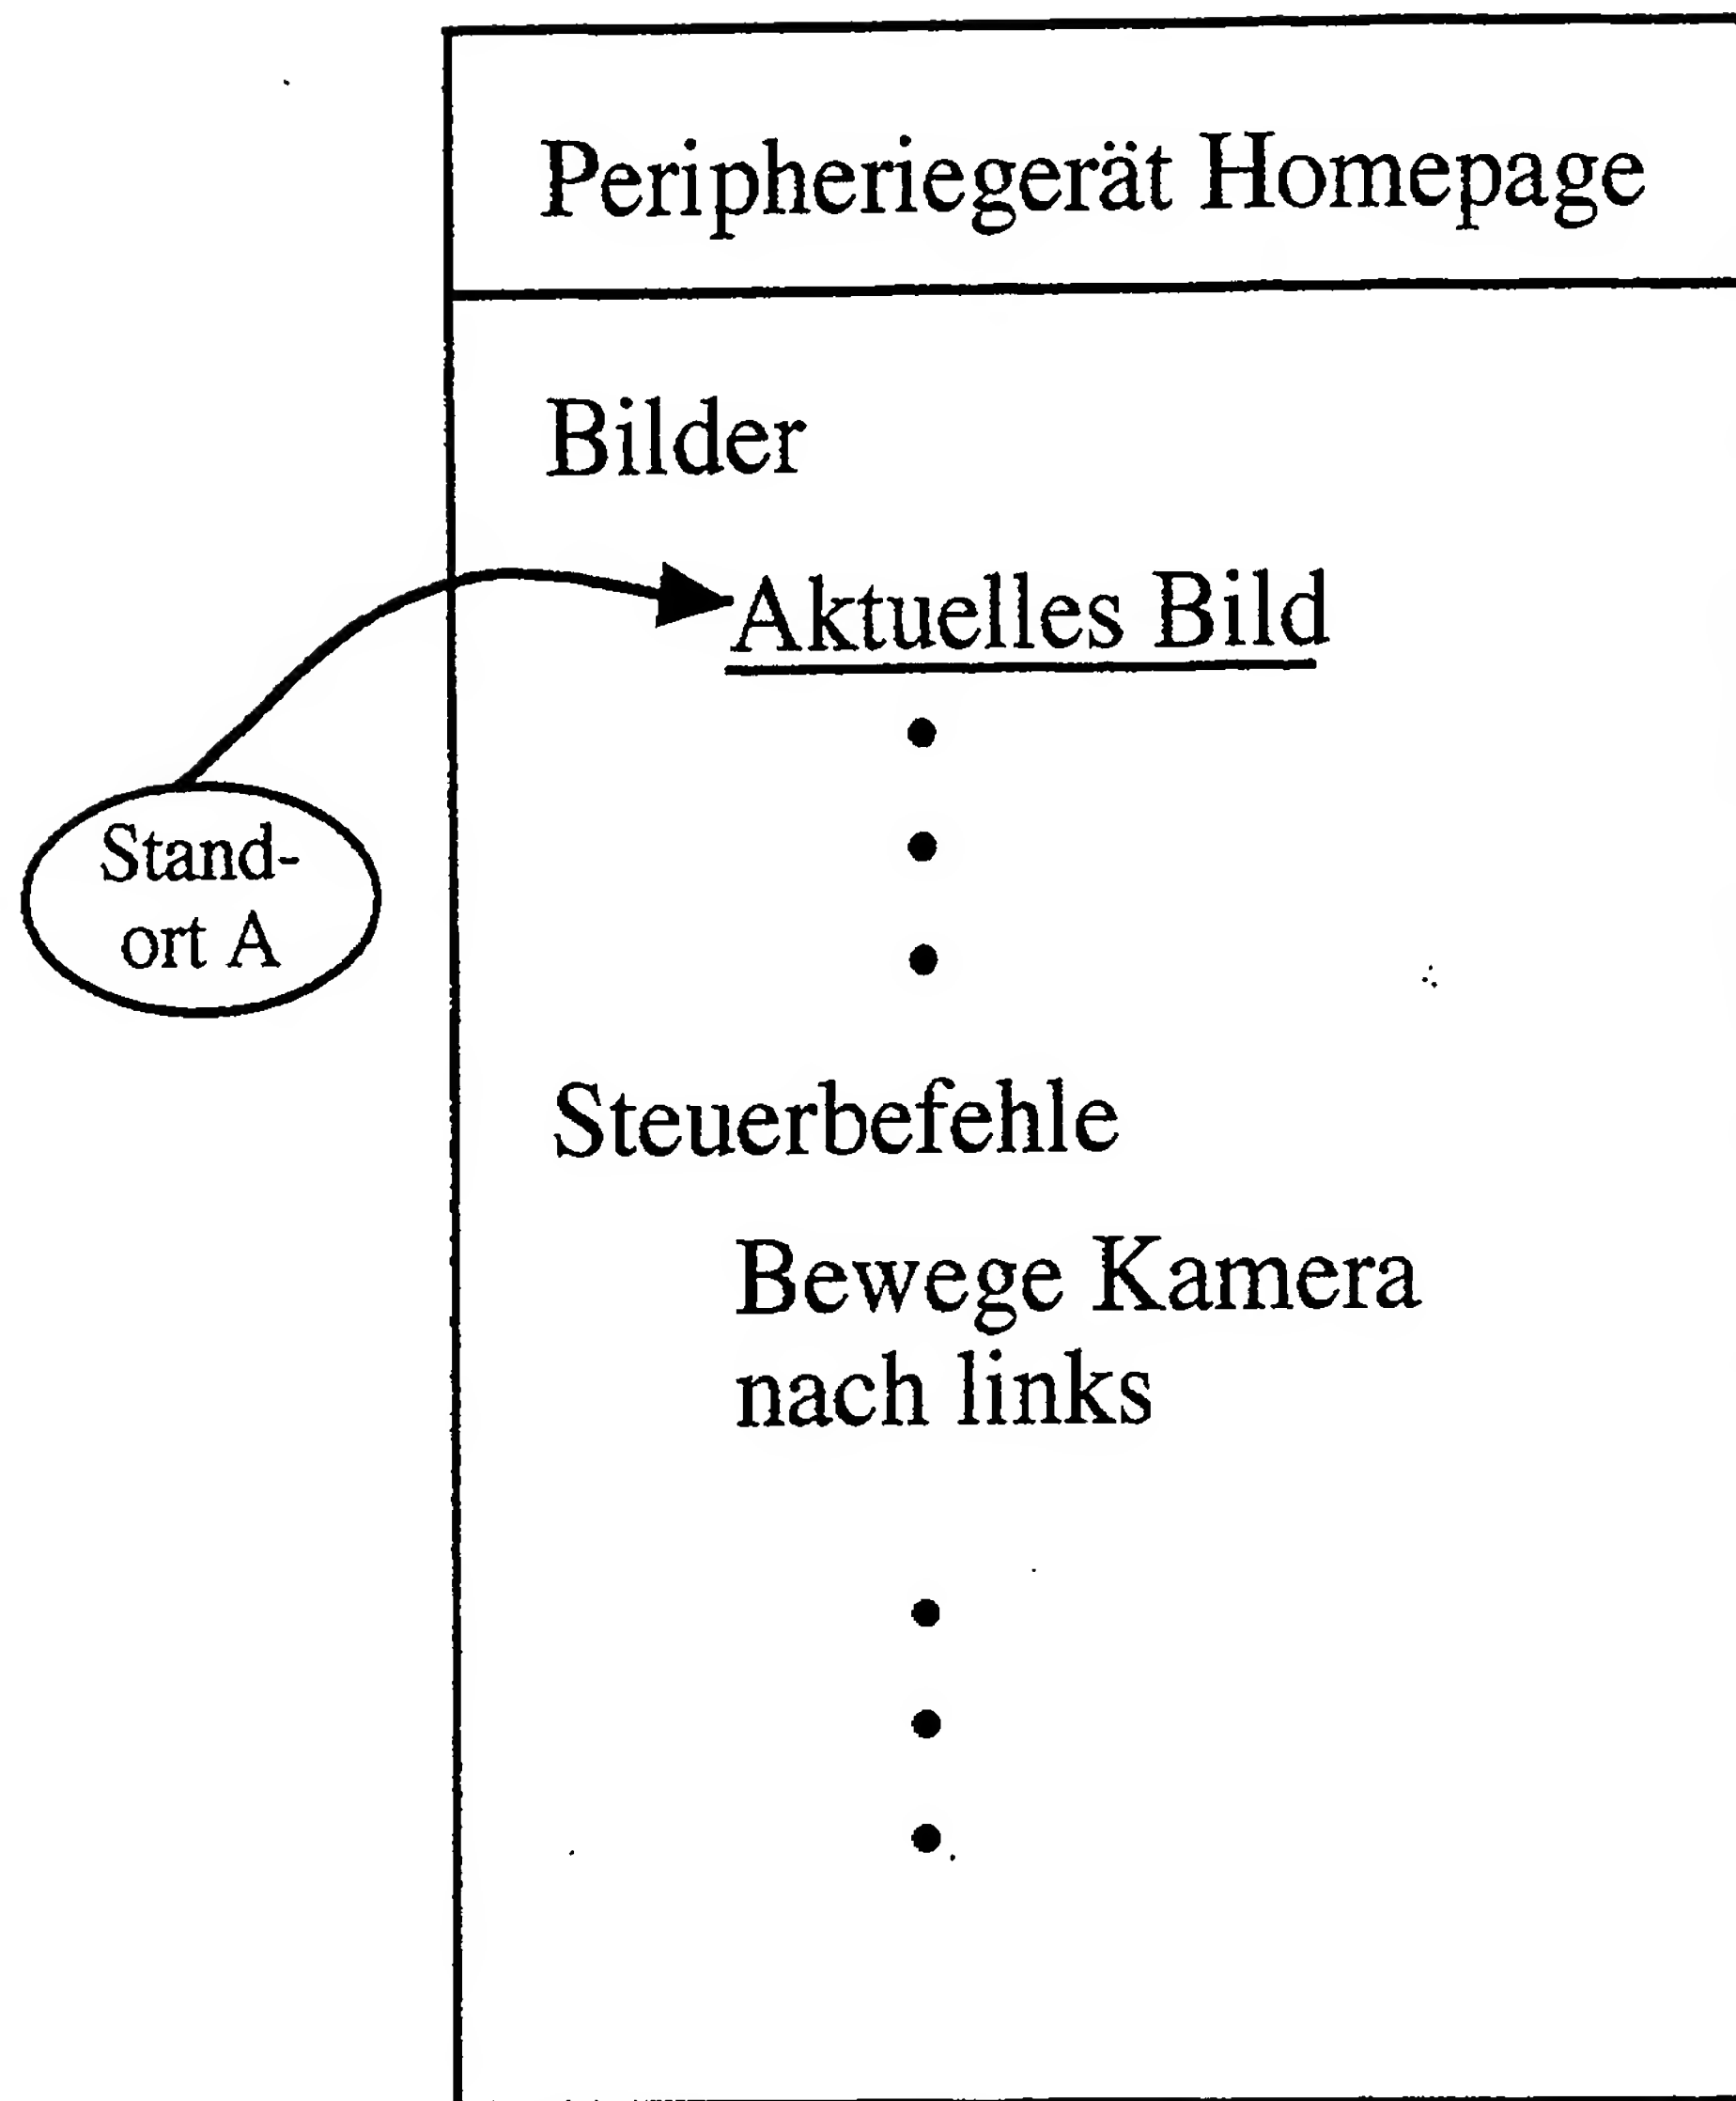 Peripheriegerät Homepage
Bilder
Aktuelles Bild
Stand-
ort A
Steuerbefehle
Bewege Kamera
nach links